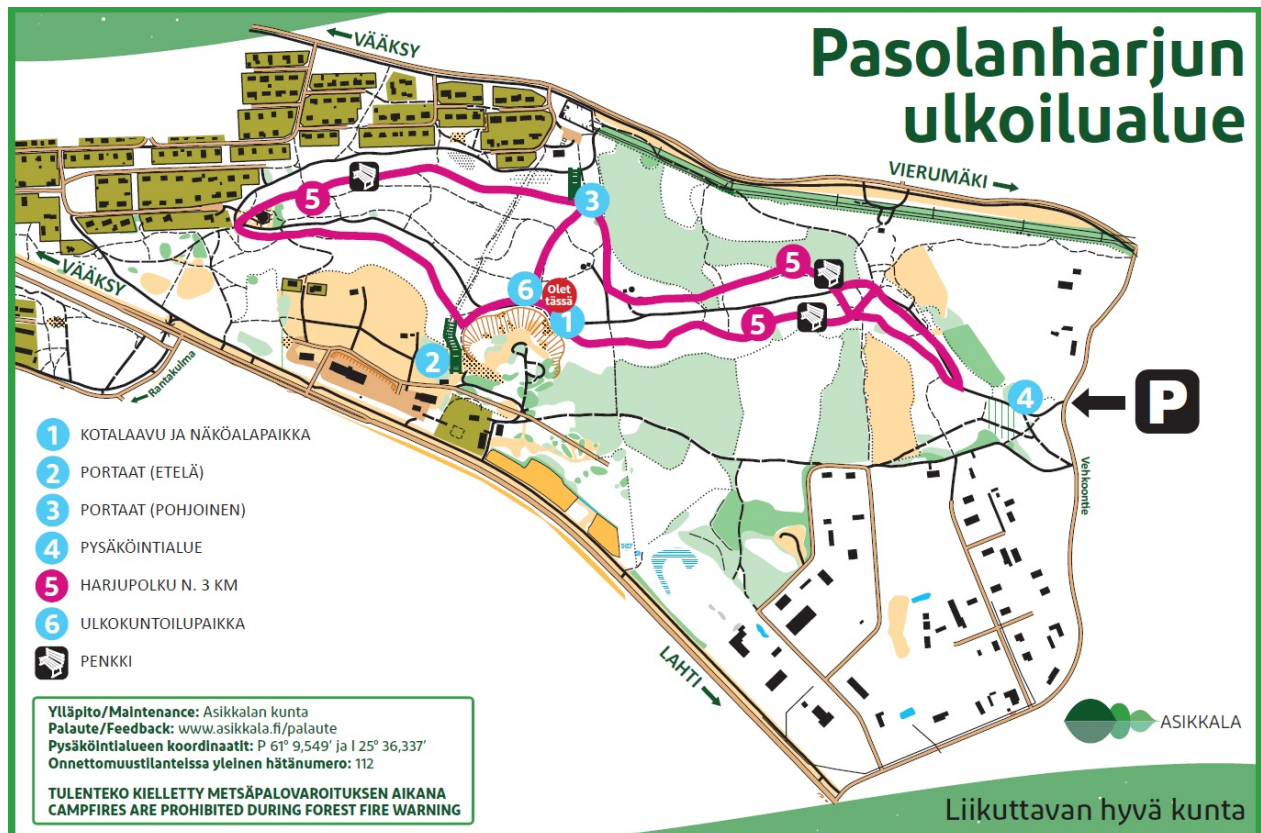 Pasolanharjun
ulkoilualue
VÄÄKSY
VIERUMÄKI
5
3
5
6
Olet
tässä
1
5
VÄÄKSY
2
Rantakulma
4
P
Vehkoontie
1 KOTALAAVU JA NÄKÖALAPAIKKA
2 PORTAAT (ETELÄ)
3 PORTAAT (POHJOINEN)
4 PYSÄKÖINTIALUE
5 HARJUPOLKU N. 3 KM
6 ULKOKUNTOILUPAIKKA
PENKKI
LAHTI
Ylläpito/Maintenance: Asikkalan kunta
Palaute/Feedback: www.asikkala.fi/palaute
Pysäköintialueen koordinaatit: P 61° 9,549′ ja I 25° 36,337′
Onnettomuustilanteissa yleinen hätänumero: 112
TULENTEKO KIELLETTY METSÄPALOVAROITUKSEN AIKANA
CAMPFIRES ARE PROHIBITED DURING FOREST FIRE WARNING
ASIKKALA
Liikuttavan hyvä kunta